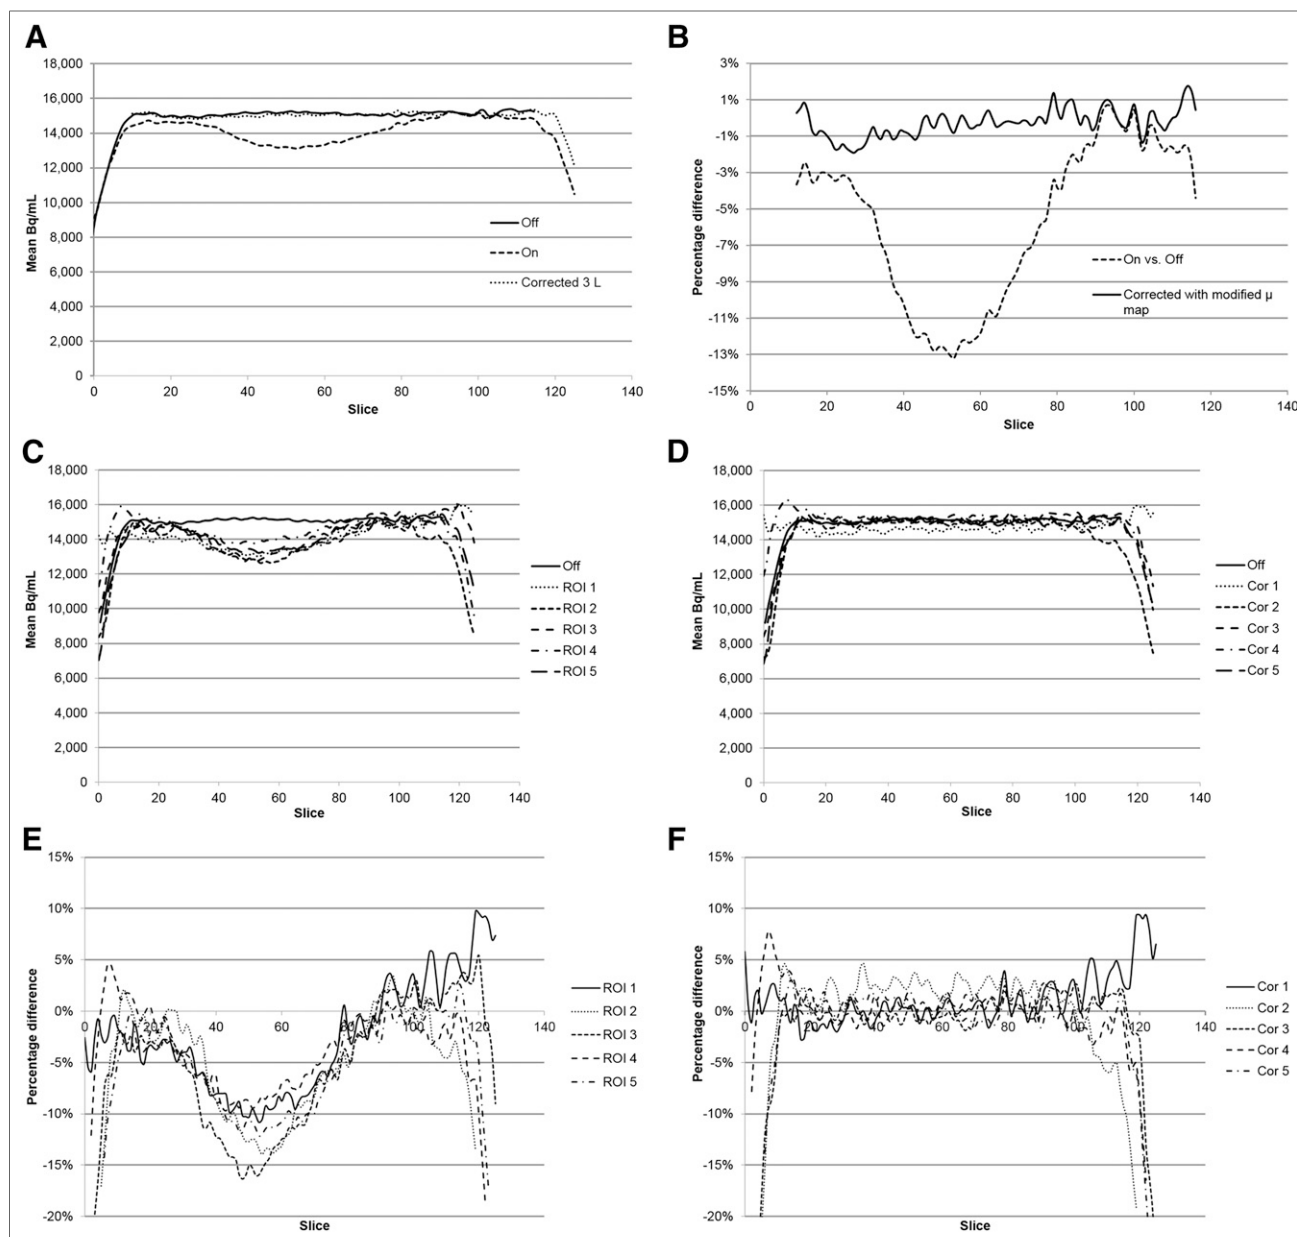 A
18,000
16,000
14,000
12,000
10,000
8,000
6,000
4,000
2,000
0
Mean Bq/mL
0 20 40 60 80 100 120 140
Slice
Off
On
Corrected 3 L
B
3%
1%
-1%
-3%
-5%
-7%
-9%
-11%
-13%
-15%
Percentage difference
0 20 40 60 80 100 120 140
Slice
On vs. Off
Corrected with modified µ
map
C
18,000
16,000
14,000
12,000
10,000
8,000
6,000
4,000
2,000
0
Mean Bq/mL
0 20 40 60 80 100 120 140
Slice
Off
ROI 1
ROI 2
ROI 3
ROI 4
ROI 5
D
18,000
16,000
14,000
12,000
10,000
8,000
6,000
4,000
2,000
0
Mean Bq/mL
0 20 40 60 80 100 120 140
Slice
Off
Cor 1
Cor 2
Cor 3
Cor 4
Cor 5
E
15%
10%
5%
0%
-5%
-10%
-15%
-20%
Percentage difference
0 20 40 60 80 100 120 140
Slice
ROI 1
ROI 2
ROI 3
ROI 4
ROI 5
F
15%
10%
5%
0%
-5%
-10%
-15%
-20%
Percentage difference
0 20 40 60 80 100 120 140
Slice
Cor 1
Cor 2
Cor 3
Cor 4
Cor 5